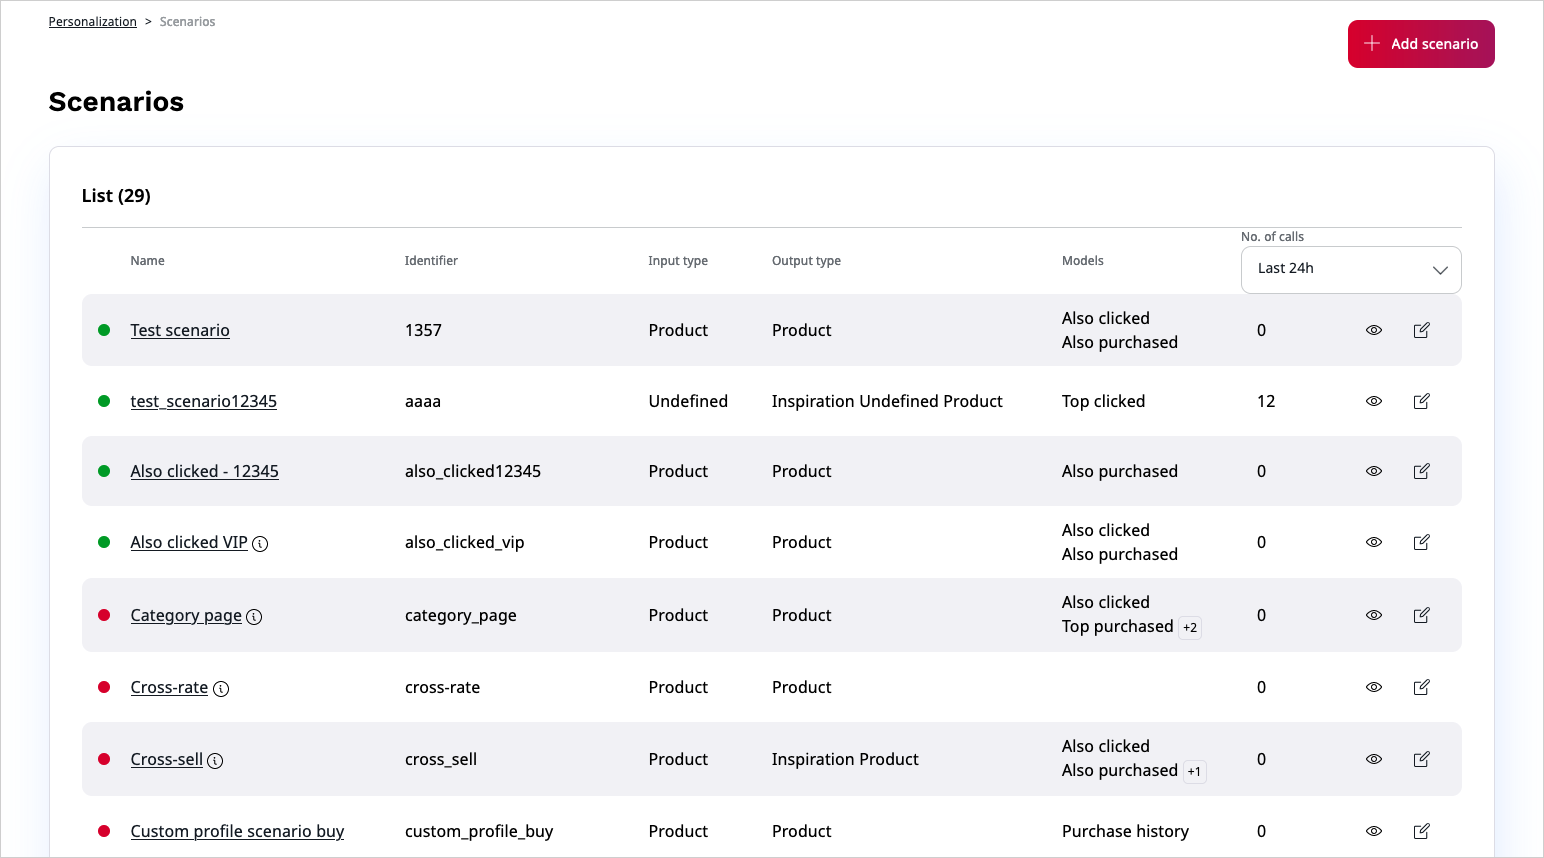 Personalization > Scenarios
Add scenario
Scenarios
List (29)
No. of calls
Name Identifier Input type Output type Models Last 24h
Test scenario 1357 Product Product Also clicked 0
Also purchased
test_scenario12345 aaaa Undefined Inspiration Undefined Product Top clicked 12
Also clicked - 12345 also_clicked12345 Product Product Also purchased 0
Also clicked VIP also_clicked_vip Product Product Also clicked 0
Also purchased
Category page category_page Product Product Also clicked 0
Top purchased +2
Cross-rate cross-rate Product Product 0
Cross-sell cross_sell Product Inspiration Product Also clicked 0
Also purchased +1
Custom profile scenario buy custom_profile_buy Product Product Purchase history 0